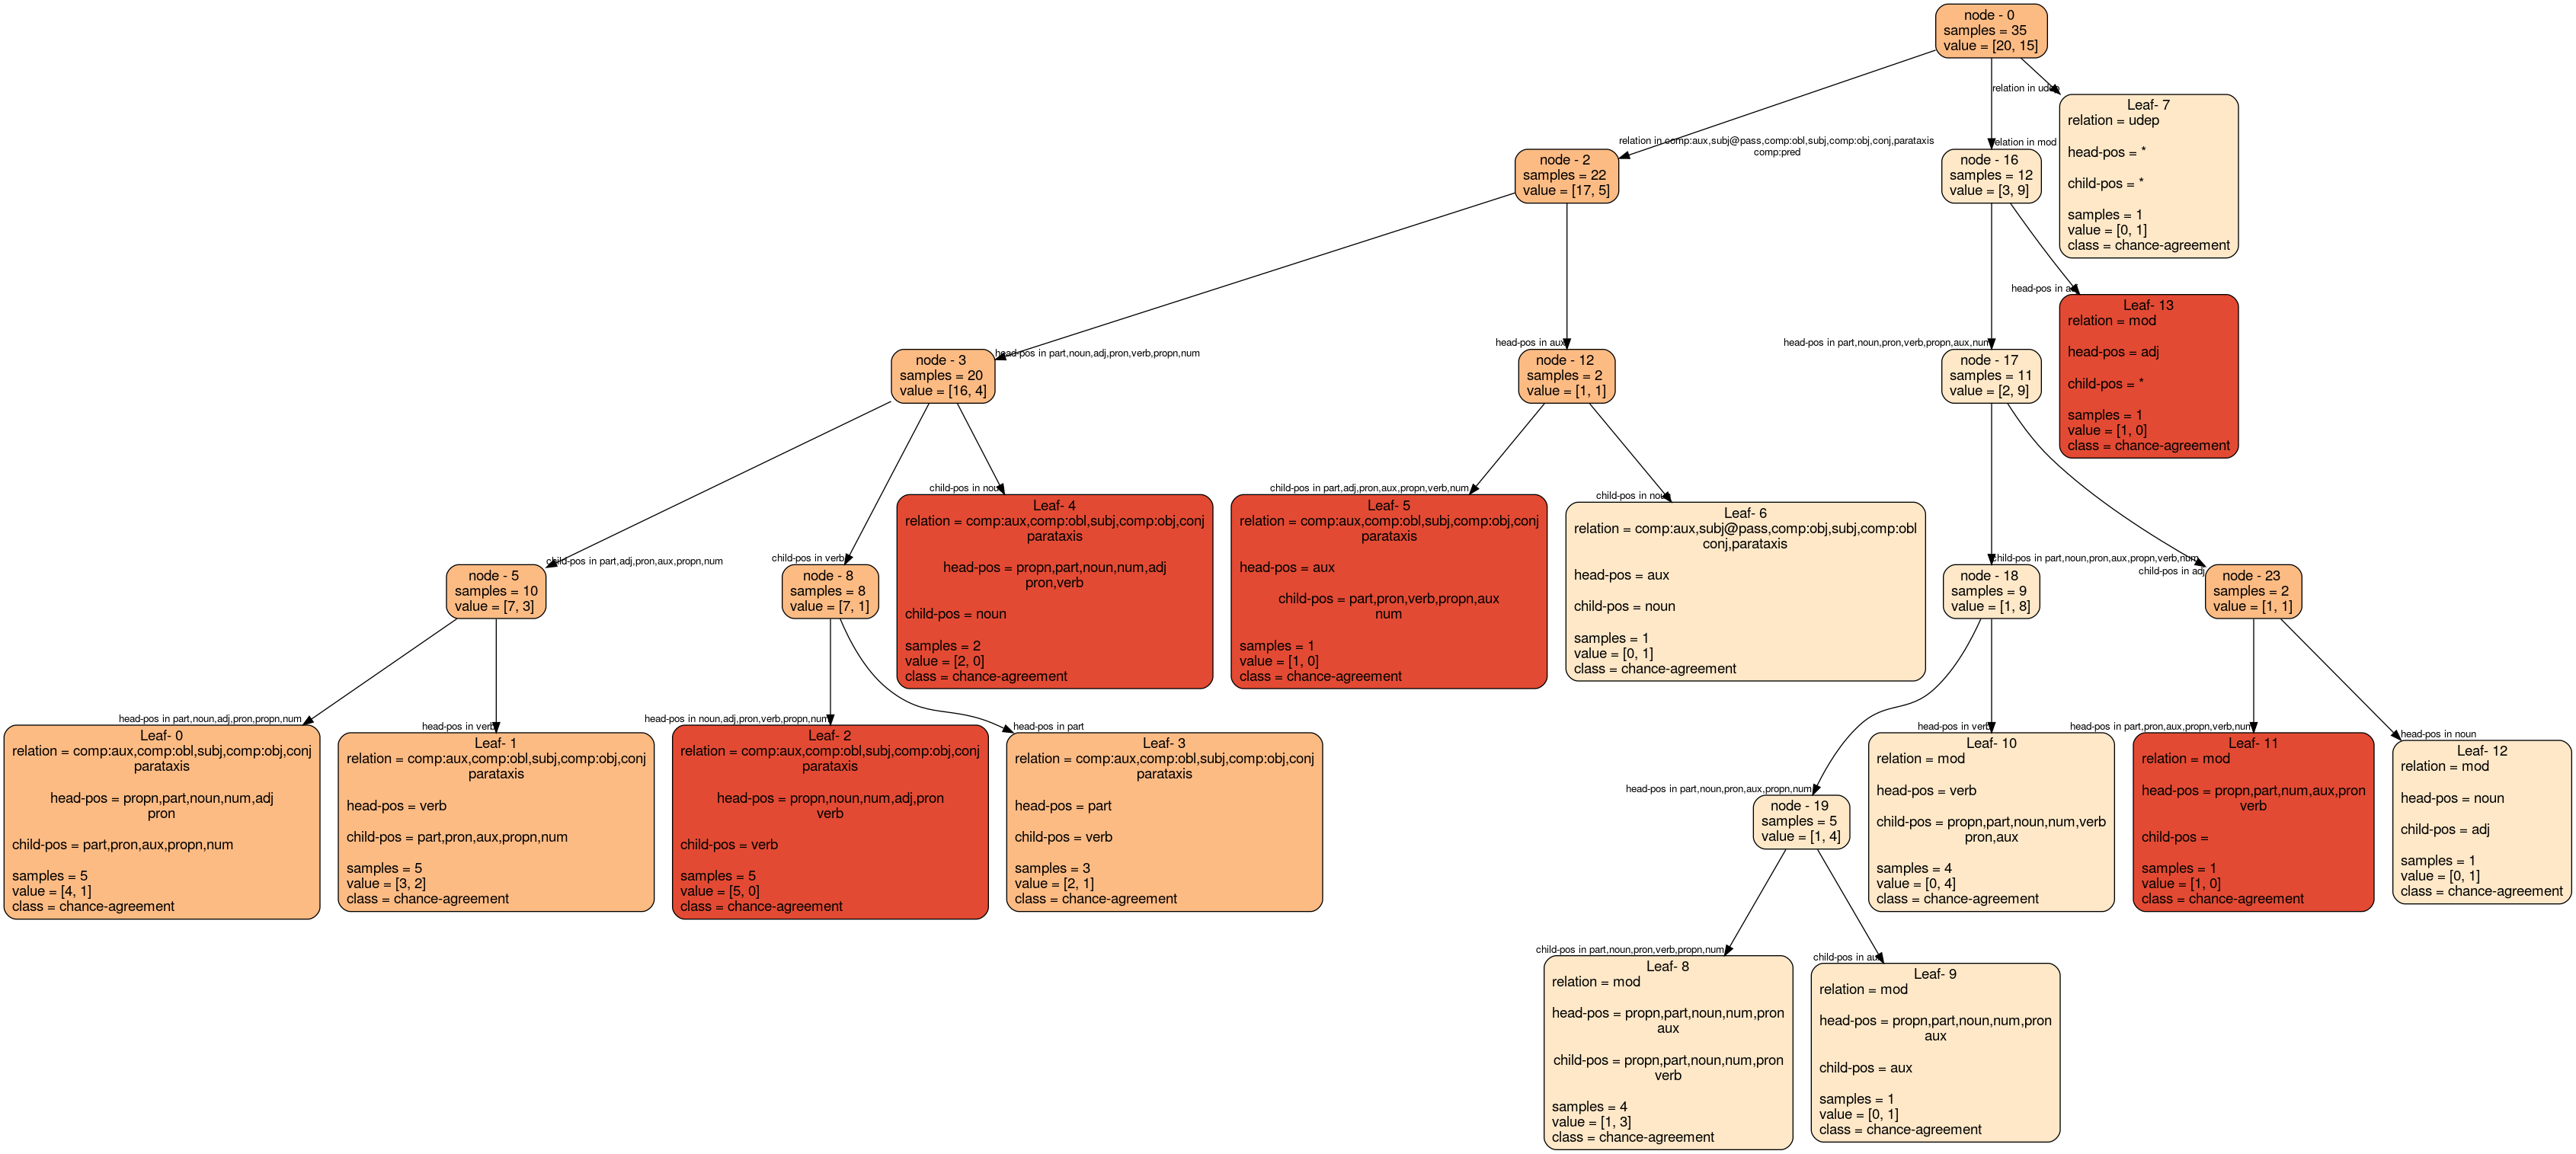 node - 0
samples = 35
value = [20, 15]
relation in udep
Leaf- 7
relation = udep
head-pos = *
child-pos = *
samples = 1
value = [0, 1]
class = chance-agreement
relation in comp:aux,subj@pass,comp:obl,subj,comp:obj,conj,parataxis
comp:pred
relation in mod
node - 2
samples = 22
value = [17, 5]
node - 16
samples = 12
value = [3, 9]
head-pos in adj
Leaf- 13
relation = mod
head-pos = adj
child-pos = *
samples = 1
value = [1, 0]
class = chance-agreement
head-pos in part,noun,adj,pron,verb,propn,num
head-pos in aux
head-pos in part,noun,pron,verb,propn,aux,num
node - 3
samples = 20
value = [16, 4]
node - 12
samples = 2
value = [1, 1]
node - 17
samples = 11
value = [2, 9]
child-pos in noun
Leaf- 4
relation = comp:aux,comp:obl,subj,comp:obj,conj
parataxis
head-pos = propn,part,noun,num,adj
pron,verb
child-pos = noun
samples = 2
value = [2, 0]
class = chance-agreement
child-pos in part,adj,pron,aux,propn,verb,num
Leaf- 5
relation = comp:aux,comp:obl,subj,comp:obj,conj
parataxis
head-pos = aux
child-pos = part,pron,verb,propn,aux
num
samples = 1
value = [1, 0]
class = chance-agreement
child-pos in noun
Leaf- 6
relation = comp:aux,subj@pass,comp:obj,subj,comp:obl
conj,parataxis
head-pos = aux
child-pos = noun
samples = 1
value = [0, 1]
class = chance-agreement
child-pos in part,adj,pron,aux,propn,num
child-pos in verb
child-pos in part,noun,pron,aux,propn,verb,num
child-pos in adj
node - 5
samples = 10
value = [7, 3]
node - 8
samples = 8
value = [7, 1]
node - 18
samples = 9
value = [1, 8]
node - 23
samples = 2
value = [1, 1]
head-pos in part,noun,adj,pron,propn,num
Leaf- 0
relation = comp:aux,comp:obl,subj,comp:obj,conj
parataxis
head-pos = propn,part,noun,num,adj
pron
child-pos = part,pron,aux,propn,num
samples = 5
value = [4, 1]
class = chance-agreement
head-pos in verb
Leaf- 1
relation = comp:aux,comp:obl,subj,comp:obj,conj
parataxis
head-pos = verb
child-pos = part,pron,aux,propn,num
samples = 5
value = [3, 2]
class = chance-agreement
head-pos in noun,adj,pron,verb,propn,num
Leaf- 2
relation = comp:aux,comp:obl,subj,comp:obj,conj
parataxis
head-pos = propn,noun,num,adj,pron
verb
child-pos = verb
samples = 5
value = [5, 0]
class = chance-agreement
head-pos in part
Leaf- 3
relation = comp:aux,comp:obl,subj,comp:obj,conj
parataxis
head-pos = part
child-pos = verb
samples = 3
value = [2, 1]
class = chance-agreement
head-pos in part,noun,pron,aux,propn,num
node - 19
samples = 5
value = [1, 4]
head-pos in verb
Leaf- 10
relation = mod
head-pos = verb
child-pos = propn,part,noun,num,verb
pron,aux
samples = 4
value = [0, 4]
class = chance-agreement
head-pos in part,pron,aux,propn,verb,num
Leaf- 11
relation = mod
head-pos = propn,part,num,aux,pron
verb
child-pos =
samples = 1
value = [1, 0]
class = chance-agreement
head-pos in noun
Leaf- 12
relation = mod
head-pos = noun
child-pos = adj
samples = 1
value = [0, 1]
class = chance-agreement
child-pos in part,noun,pron,verb,propn,num
Leaf- 8
relation = mod
head-pos = propn,part,noun,num,pron
aux
child-pos = propn,part,noun,num,pron
verb
samples = 4
value = [1, 3]
class = chance-agreement
child-pos in aux
Leaf- 9
relation = mod
head-pos = propn,part,noun,num,pron
aux
child-pos = aux
samples = 1
value = [0, 1]
class = chance-agreement